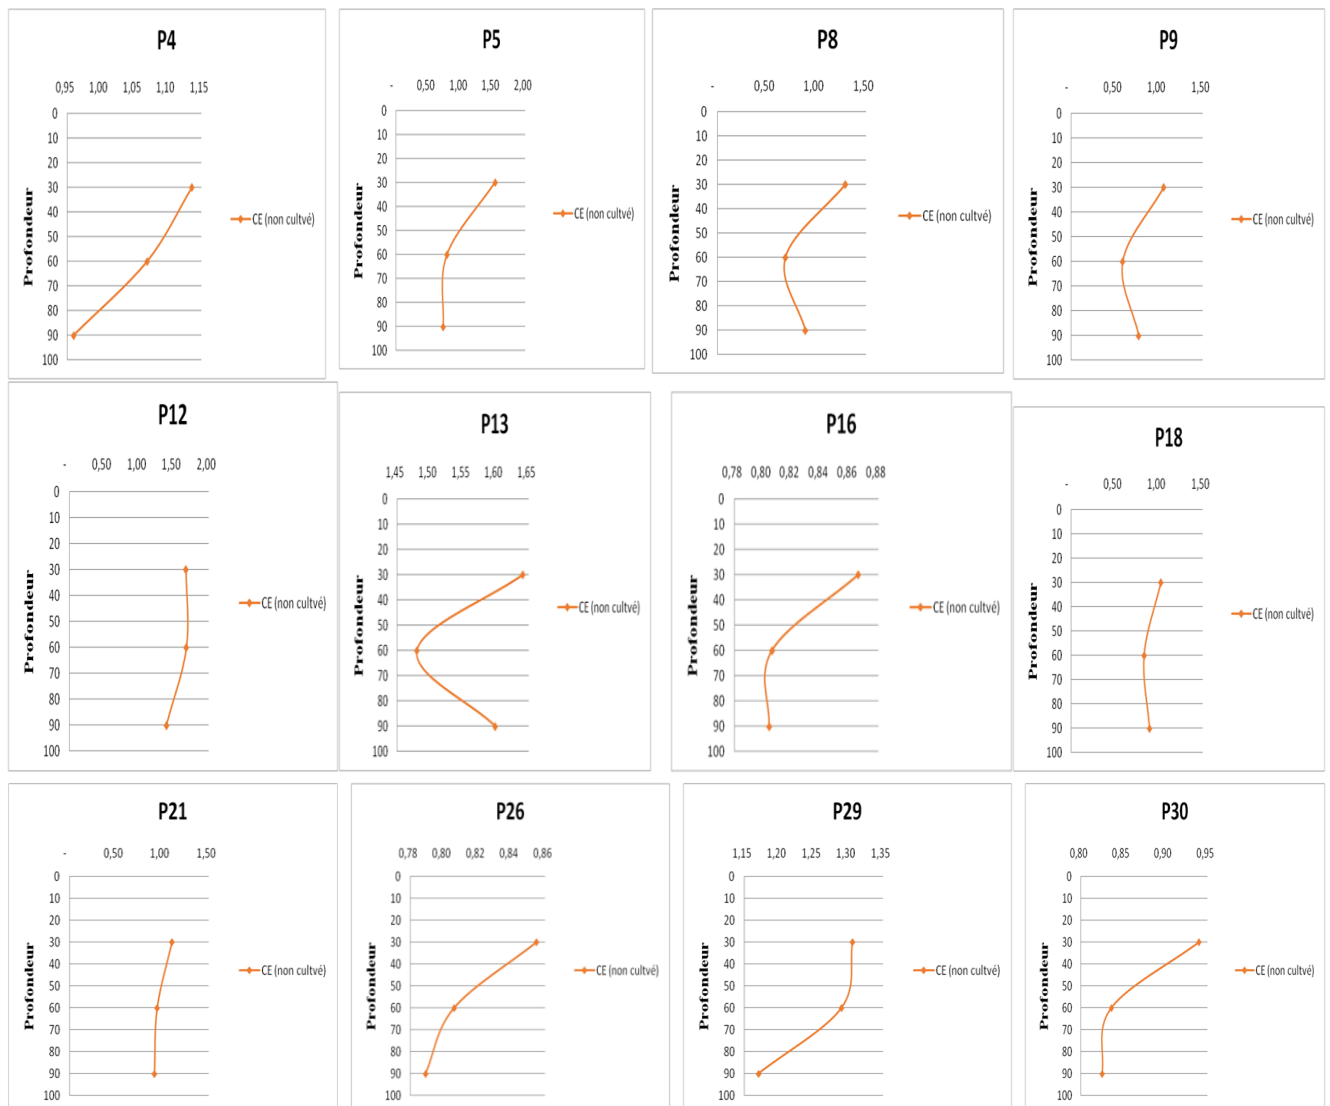 P4
0,95 1,00 1,05 1,10 1,15
0
10
20
30
40
50
60
70
80
90
100
Profondeur
CE (non cultvé)
P5
- 0,50 1,00 1,50 2,00
0
10
20
30
40
50
60
70
80
90
100
Profondeur
CE (non cultvé)
P8
- 0,50 1,00 1,50
0
10
20
30
40
50
60
70
80
90
100
Profondeur
CE (non cultvé)
P9
- 0,50 1,00 1,50
0
10
20
30
40
50
60
70
80
90
100
Profondeur
CE (non cultvé)
P12
- 0,50 1,00 1,50 2,00
0
10
20
30
40
50
60
70
80
90
100
Profondeur
CE (non cultvé)
P13
1,45 1,50 1,55 1,60 1,65
0
10
20
30
40
50
60
70
80
90
100
Profondeur
CE (non cultvé)
P16
0,78 0,80 0,82 0,84 0,86 0,88
0
10
20
30
40
50
60
70
80
90
100
Profondeur
CE (non cultvé)
P18
- 0,50 1,00 1,50
0
10
20
30
40
50
60
70
80
90
100
Profondeur
CE (non cultvé)
P21
- 0,50 1,00 1,50
0
10
20
30
40
50
60
70
80
90
100
Profondeur
CE (non cultvé)
P26
0,78 0,80 0,82 0,84 0,86
0
10
20
30
40
50
60
70
80
90
100
Profondeur
CE (non cultvé)
P29
1,15 1,20 1,25 1,30 1,35
0
10
20
30
40
50
60
70
80
90
100
Profondeur
CE (non cultvé)
P30
0,80 0,85 0,90 0,95
0
10
20
30
40
50
60
70
80
90
100
Profondeur
CE (non cultvé)